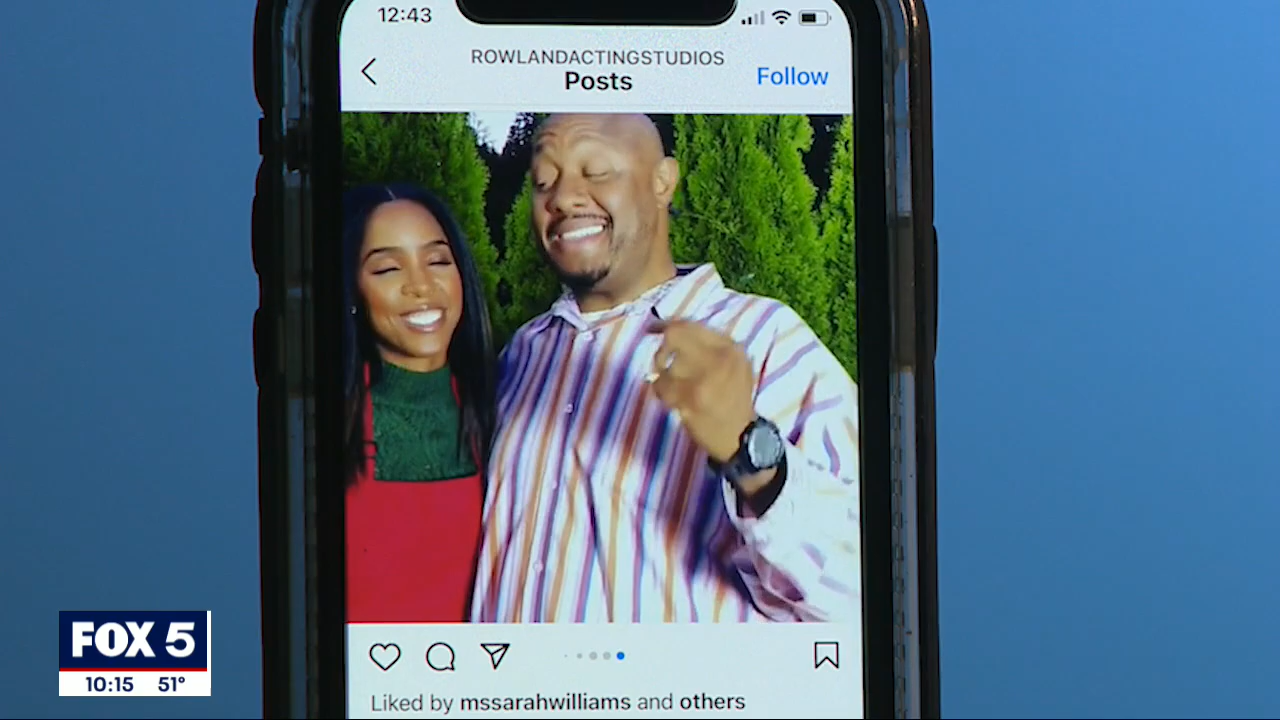 12:43
ROWLANDACTINGSTUDIOS
Posts
Follow
Liked by mssarahwilliams and others
FOX 5
10:15 51°